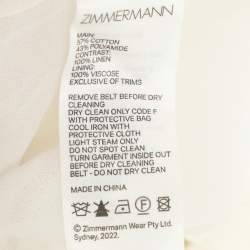 ZIMMERMANN
MAIN:
57% COTTON
43% POLYAMIDE
CONTRAST:
100% LINEN
LINING:
100% VISCOSE
EXCLUSIVE OF TRIMS
REMOVE BELT BEFORE DRY
CLEANING
DRY CLEAN ONLY CODE F
WITH PROTECTIVE BAG
COOL IRON WITH
PROTECTIVE CLOTH
LIGHT STEAM ONLY
DO NOT SPOT CLEAN
TURN GARMENT INSIDE OUT
BEFORE DRY CLEANING
BELT - DO NOT DRY CLEAN
MADE IN CHINA
© Zimmermann Wear Pty Ltd.
Sydney, 2022.